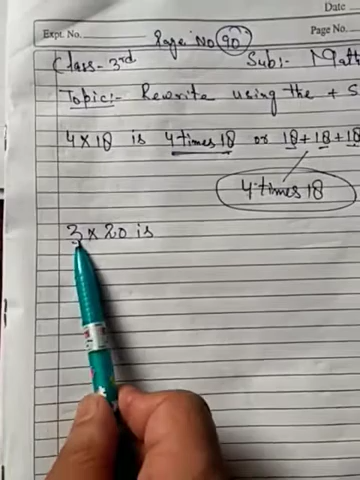 Date
Expt. No. Page No.
Page No 90
Class - 3rd Sub:- Math
Topic:- Rewrite using the + S
4 × 18 is 4 times 18 or 18 + 18 + 18
4 times 18
3 × 20 is